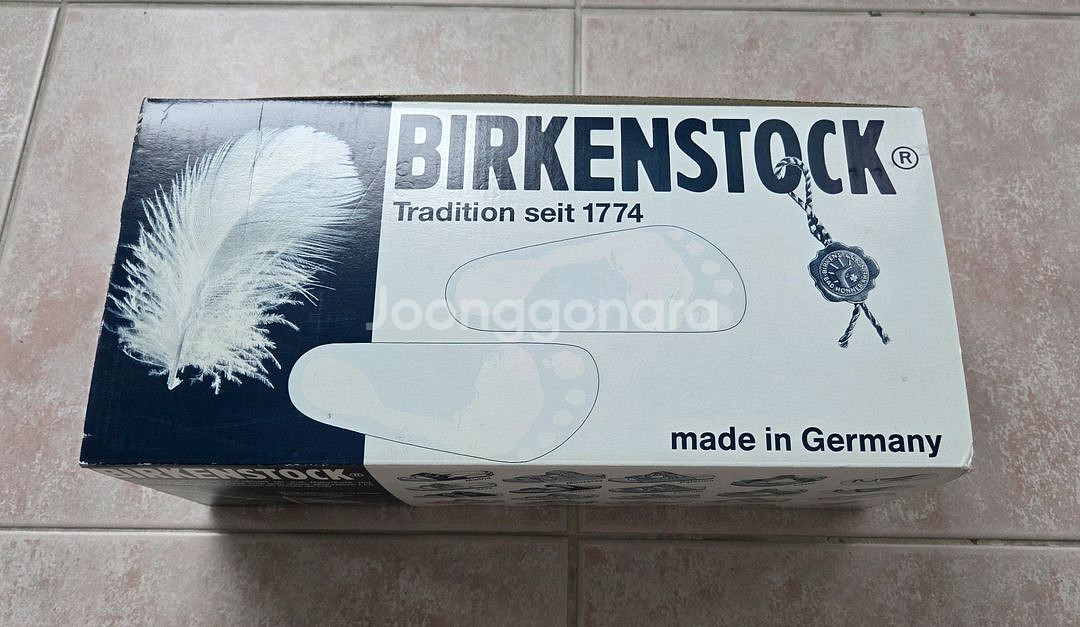 BIRKENSTOCK®
Tradition seit 1774
Joonggonara
made in Germany
BIRKENSTOCK®